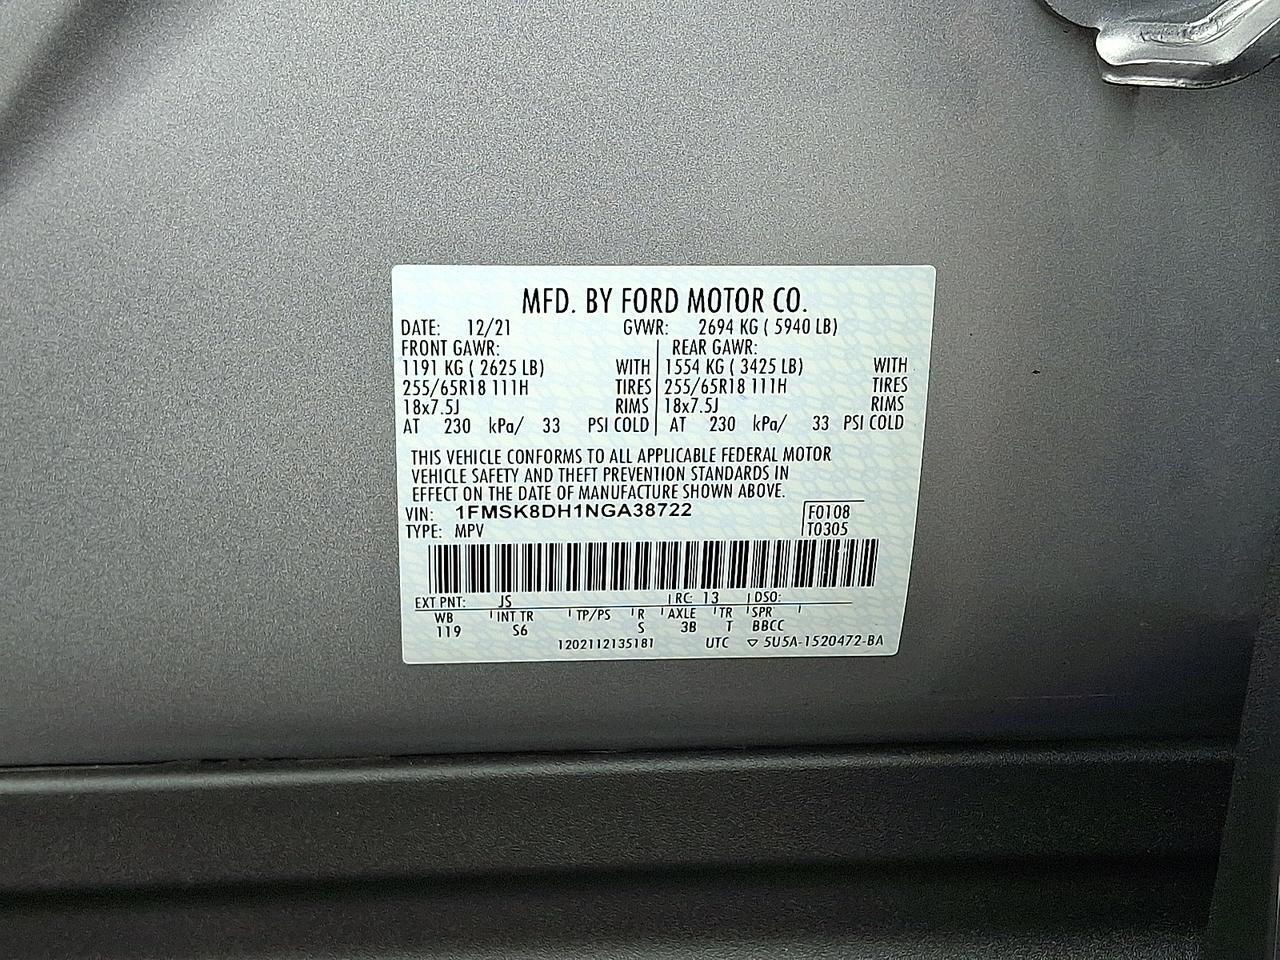 MFD. BY FORD MOTOR CO.
DATE: 12/21 GVWR: 2694 KG ( 5940 LB)
FRONT GAWR: REAR GAWR:
1191 KG ( 2625 LB) WITH 1554 KG ( 3425 LB) WITH
255/65R18 111H TIRES 255/65R18 111H TIRES
18x7.5J RIMS 18x7.5J RIMS
AT 230 kPa/ 33 PSI COLD AT 230 kPa/ 33 PSI COLD
THIS VEHICLE CONFORMS TO ALL APPLICABLE FEDERAL MOTOR
VEHICLE SAFETY AND THEFT PREVENTION STANDARDS IN
EFFECT ON THE DATE OF MANUFACTURE SHOWN ABOVE.
VIN: 1FMSK8DH1NGA38722 F0108
TYPE: MPV T0305
EXT PNT: JS RC: 13 DSO:
WB INT TR TP/PS R AXLE TR SPR
119 S6 S 3B T BBCC
1202112135181 UTC ▽ 5U5A-1520472-BA